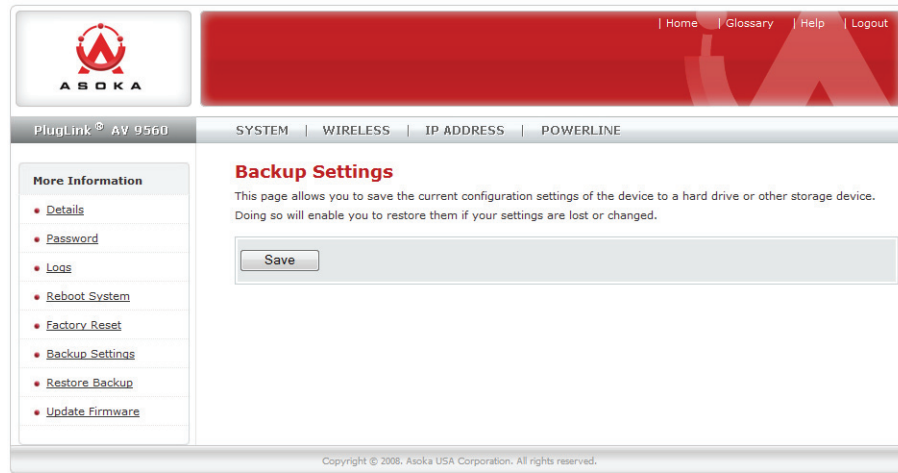 | Home | Glossary | Help | Logout
ASOKA
PlugLink ® AV 9560
SYSTEM | WIRELESS | IP ADDRESS | POWERLINE
More Information
Details
Password
Logs
Reboot System
Factory Reset
Backup Settings
Restore Backup
Update Firmware
Backup Settings
This page allows you to save the current configuration settings of the device to a hard drive or other storage device.
Doing so will enable you to restore them if your settings are lost or changed.
Save
Copyright © 2008. Asoka USA Corporation. All rights reserved.